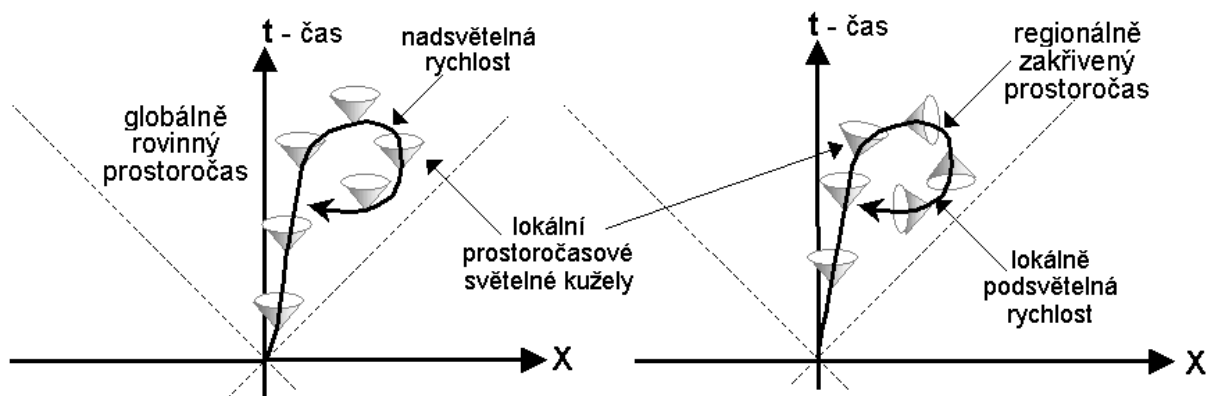 t - čas
nadsvětelná
rychlost
globálně
rovinný
prostoročas
X
lokální
prostoročasové
světelné kužely
t - čas
regionálně
zakřivený
prostoročas
lokálně
podsvětelná
rychlost
X